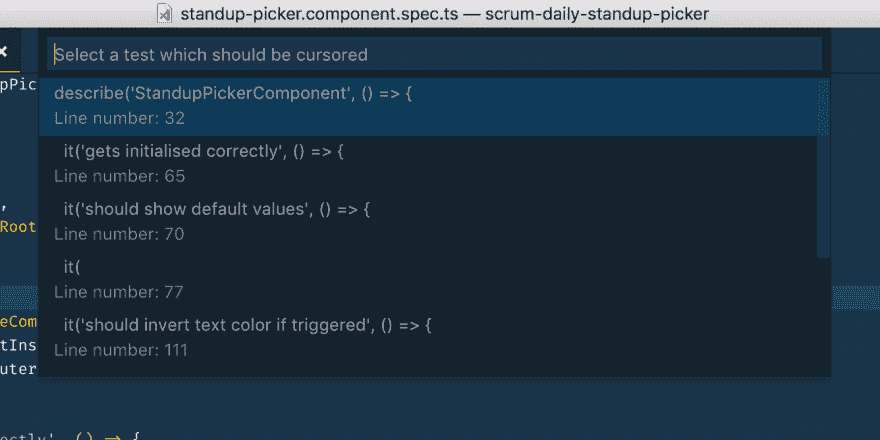 standup-picker.component.spec.ts — scrum-daily-standup-picker
Select a test which should be cursored
describe('StandupPickerComponent', () => {
Line number: 32
it('gets initialised correctly', () => {
Line number: 65
it('should show default values', () => {
Line number: 70
it(
Line number: 77
it('should invert text color if triggered', () => {
Line number: 111
upPic
,
Root
eCom
tIns
uter
ectly', () => {